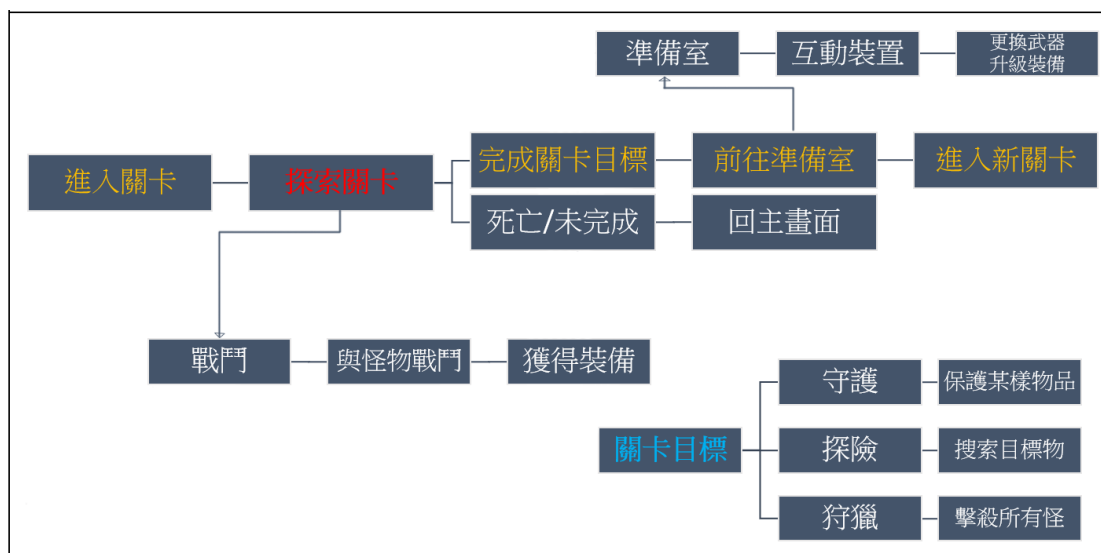 準備室
互動裝置
更換武器
升級裝備
進入關卡
探索關卡
完成關卡目標
前往準備室
進入新關卡
死亡/未完成
回主畫面
戰鬥
與怪物戰鬥
獲得裝備
關卡目標
守護
保護某樣物品
探險
搜索目標物
狩獵
擊殺所有怪